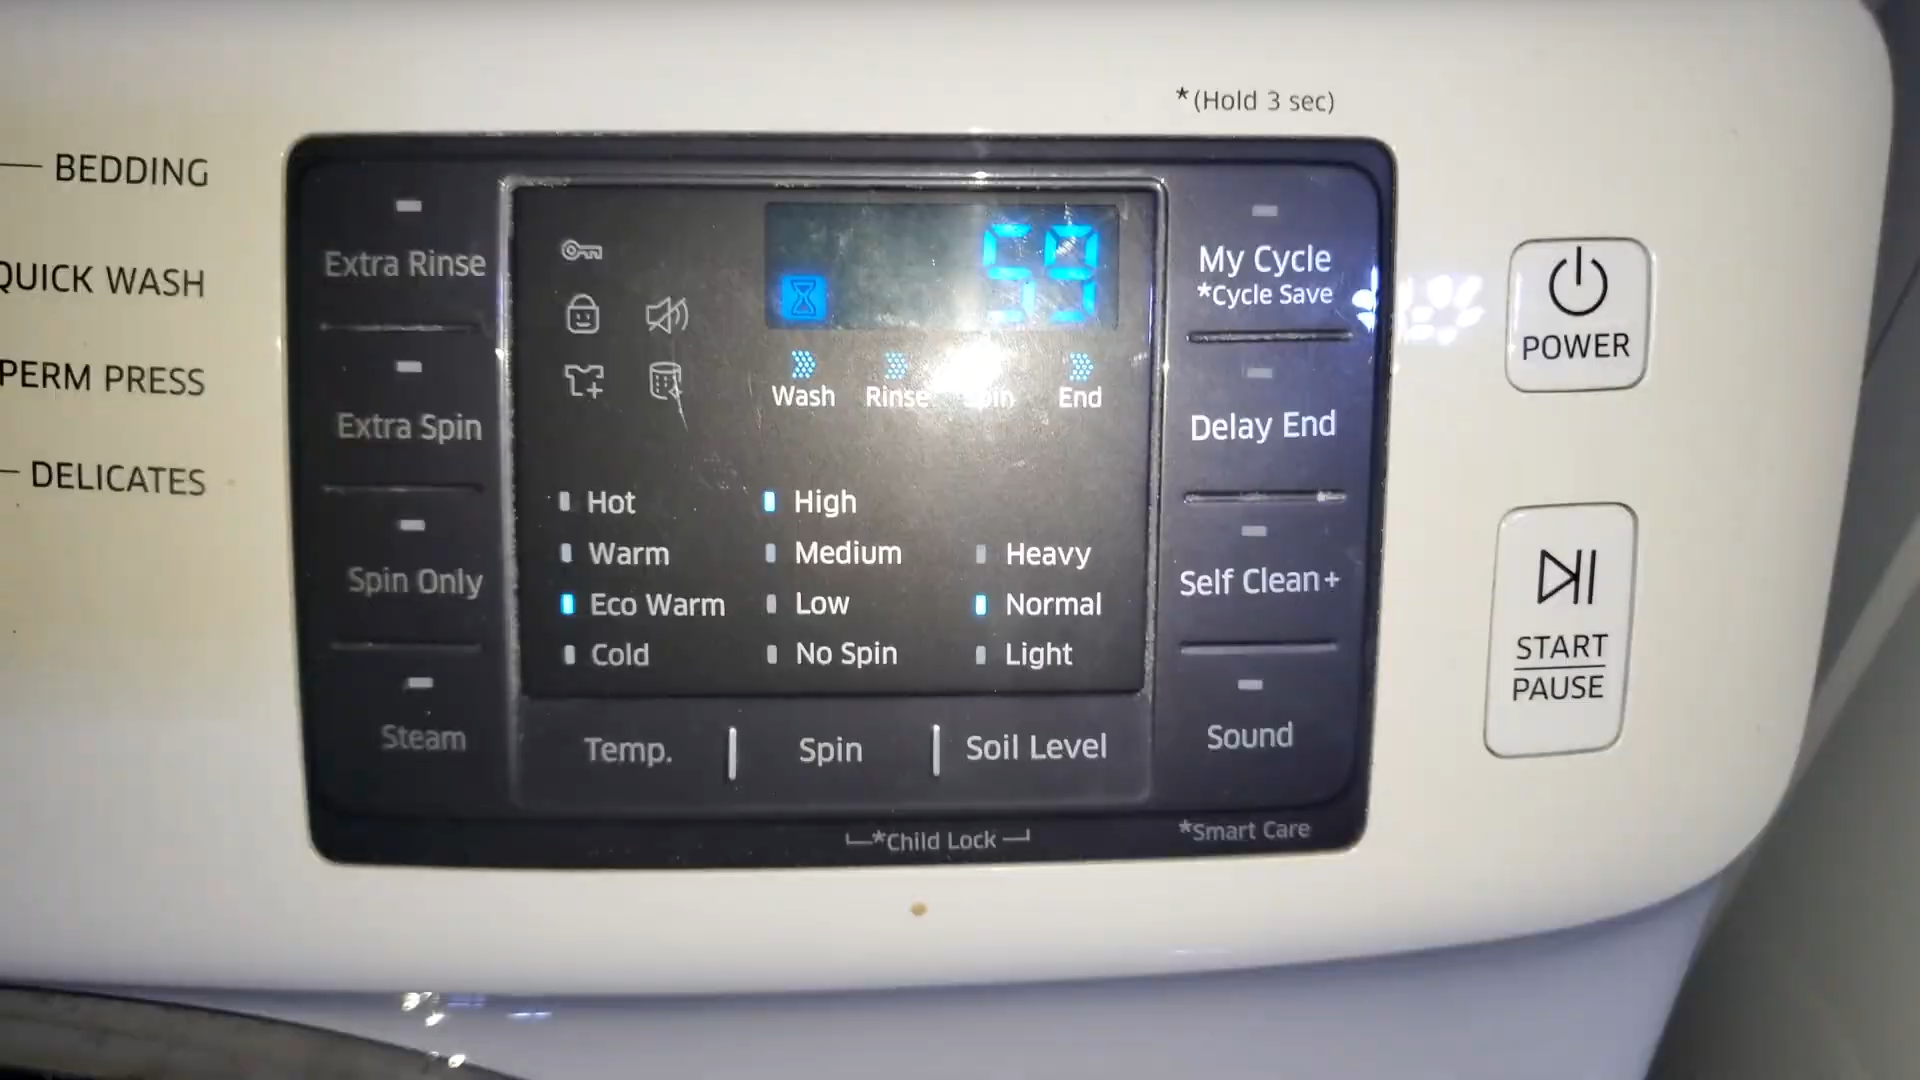 *(Hold 3 sec)
BEDDING
QUICK WASH
PERM PRESS
DELICATES
Extra Rinse
Extra Spin
Spin Only
Steam
59
Wash Rinse Spin End
Hot
Warm
Eco Warm
Cold
High
Medium
Low
No Spin
Heavy
Normal
Light
Temp. | Spin | Soil Level
*Child Lock
My Cycle
*Cycle Save
Delay End
Self Clean+
Sound
*Smart Care
POWER
START
PAUSE